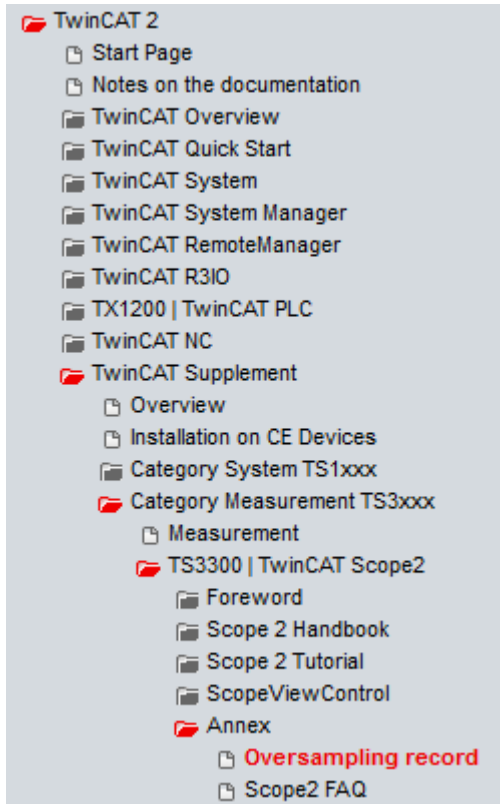 TwinCAT 2
Start Page
Notes on the documentation
TwinCAT Overview
TwinCAT Quick Start
TwinCAT System
TwinCAT System Manager
TwinCAT RemoteManager
TwinCAT R3IO
TX1200 | TwinCAT PLC
TwinCAT NC
TwinCAT Supplement
Overview
Installation on CE Devices
Category System TS1xxx
Category Measurement TS3xxx
Measurement
TS3300 | TwinCAT Scope2
Foreword
Scope 2 Handbook
Scope 2 Tutorial
ScopeViewControl
Annex
Oversampling record
Scope2 FAQ